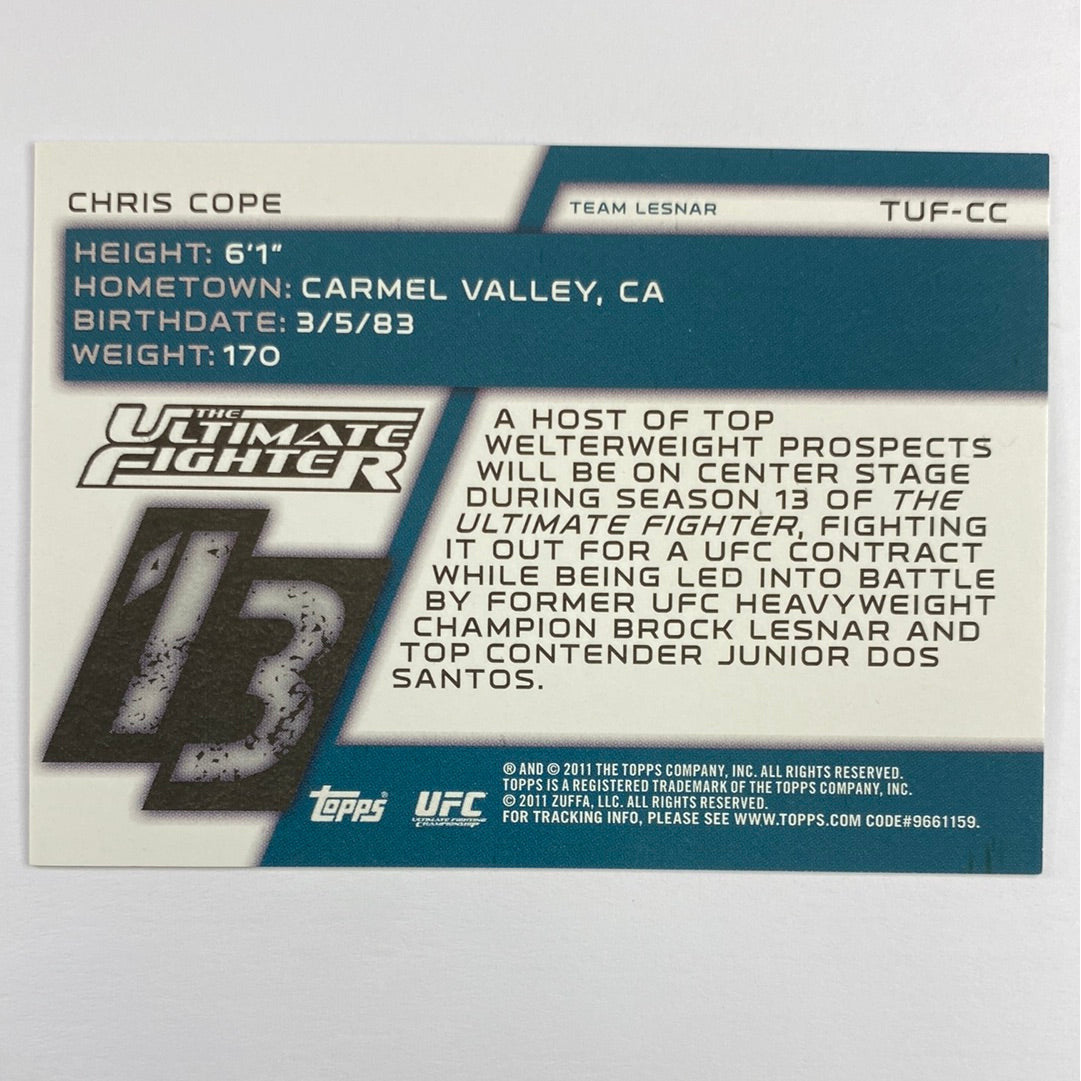 CHRIS COPE
TEAM LESNAR
TUF-CC
HEIGHT: 6'1"
HOMETOWN: CARMEL VALLEY, CA
BIRTHDATE: 3/5/83
WEIGHT: 170
THE
ULTIMATE
FIGHTER
13
A HOST OF TOP
WELTERWEIGHT PROSPECTS
WILL BE ON CENTER STAGE
DURING SEASON 13 OF THE
ULTIMATE FIGHTER, FIGHTING
IT OUT FOR A UFC CONTRACT
WHILE BEING LED INTO BATTLE
BY FORMER UFC HEAVYWEIGHT
CHAMPION BROCK LESNAR AND
TOP CONTENDER JUNIOR DOS
SANTOS.
topps®
UFC
ULTIMATE FIGHTING
CHAMPIONSHIP
® AND © 2011 THE TOPPS COMPANY, INC. ALL RIGHTS RESERVED.
TOPPS IS A REGISTERED TRADEMARK OF THE TOPPS COMPANY, INC.
© 2011 ZUFFA, LLC. ALL RIGHTS RESERVED.
FOR TRACKING INFO, PLEASE SEE WWW.TOPPS.COM CODE#9661159.